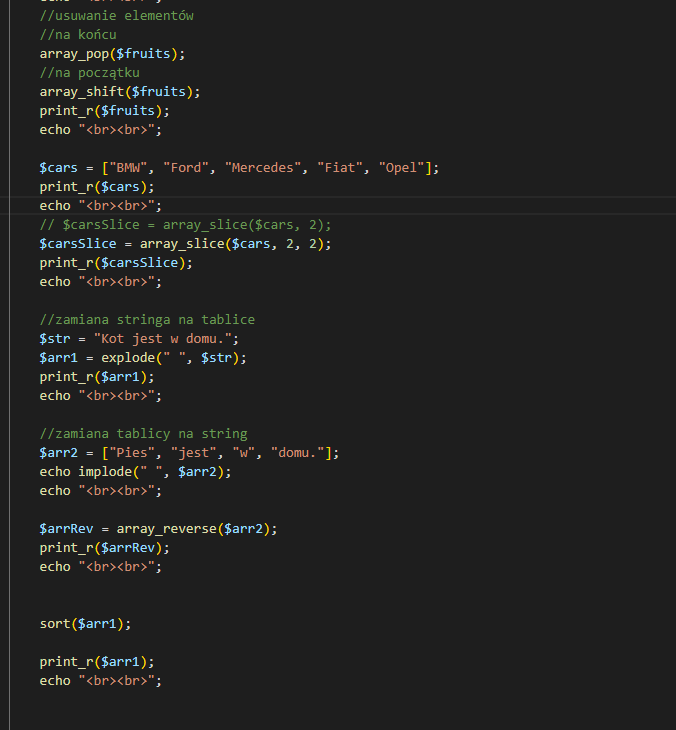 //usuwanie elementów
//na końcu
array_pop($fruits);
//na początku
array_shift($fruits);
print_r($fruits);
echo "<br><br>";
$cars = ["BMW", "Ford", "Mercedes", "Fiat", "Opel"];
print_r($cars);
echo "<br><br>";
// $carsSlice = array_slice($cars, 2);
$carsSlice = array_slice($cars, 2, 2);
print_r($carsSlice);
echo "<br><br>";
//zamiana stringa na tablice
$str = "Kot jest w domu.";
$arr1 = explode(" ", $str);
print_r($arr1);
echo "<br><br>";
//zamiana tablicy na string
$arr2 = ["Pies", "jest", "w", "domu."];
echo implode(" ", $arr2);
echo "<br><br>";
$arrRev = array_reverse($arr2);
print_r($arrRev);
echo "<br><br>";
sort($arr1);
print_r($arr1);
echo "<br><br>";